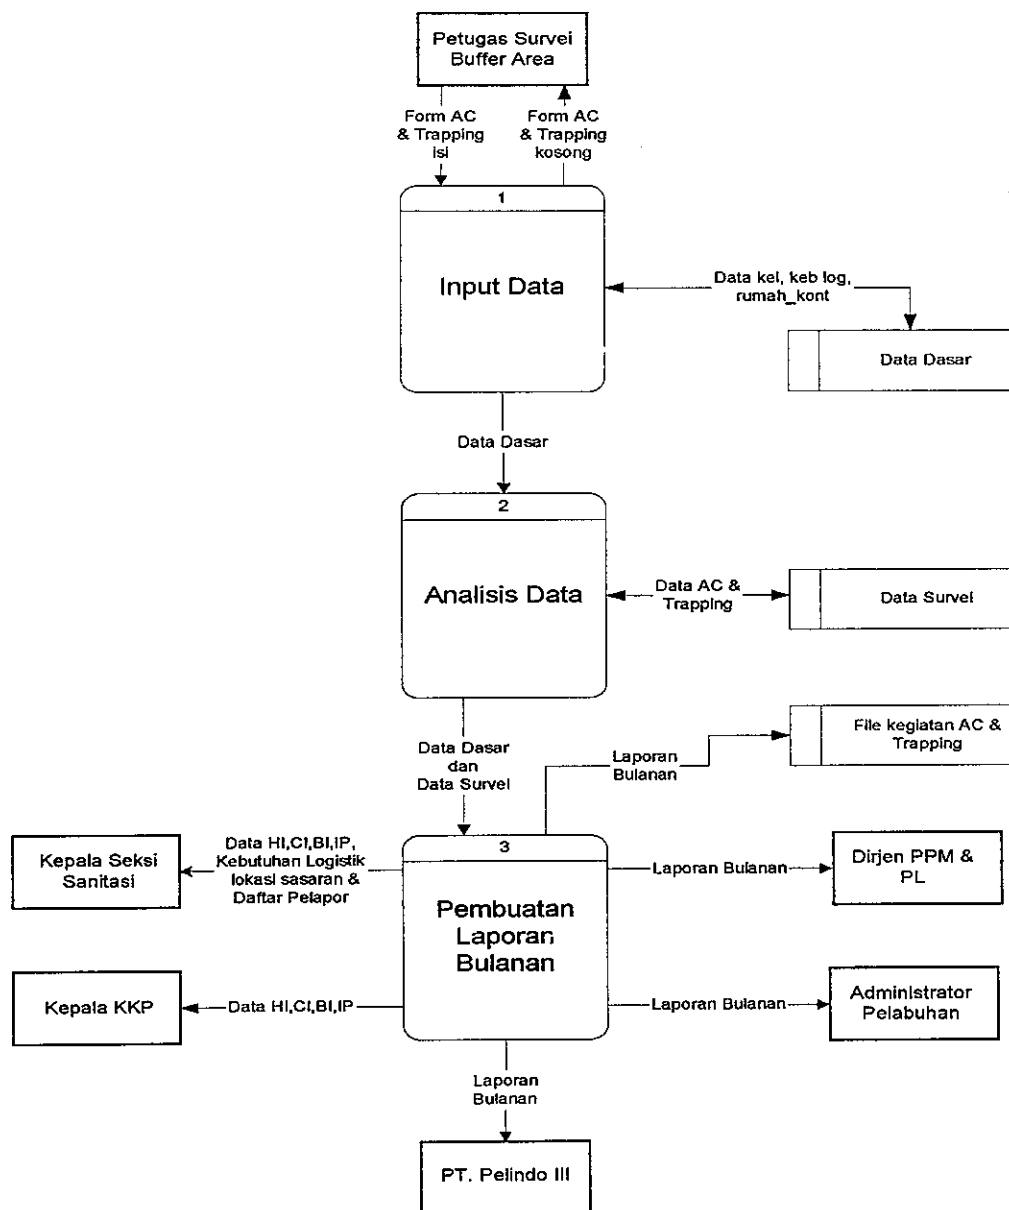 Petugas Survei
Buffer Area
Form AC
& Trapping
isi
Form AC
& Trapping
kosong
1
Input Data
Data kel, keb log,
rumah_kont
Data Dasar
Data Dasar
2
Analisis Data
Data AC &
Trapping
Data Survei
Data Dasar
dan
Data Survei
Laporan
Bulanan
File kegiatan AC &
Trapping
Kepala Seksi
Sanitasi
Data HI,CI,BI,IP,
Kebutuhan Logistik
lokasi sasaran &
Daftar Pelapor
3
Pembuatan
Laporan
Bulanan
Laporan Bulanan
Dirjen PPM &
PL
Kepala KKP
Data HI,CI,BI,IP
Laporan Bulanan
Administrator
Pelabuhan
Laporan
Bulanan
PT. Pelindo III